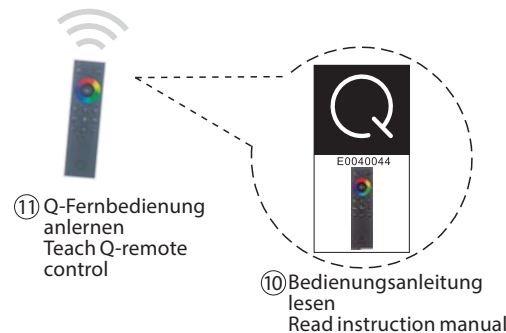 Q
E0040044
⑪ Q-Fernbedienung
anlernen
Teach Q-remote
control
⑩ Bedienungsanleitung
lesen
Read instruction manual